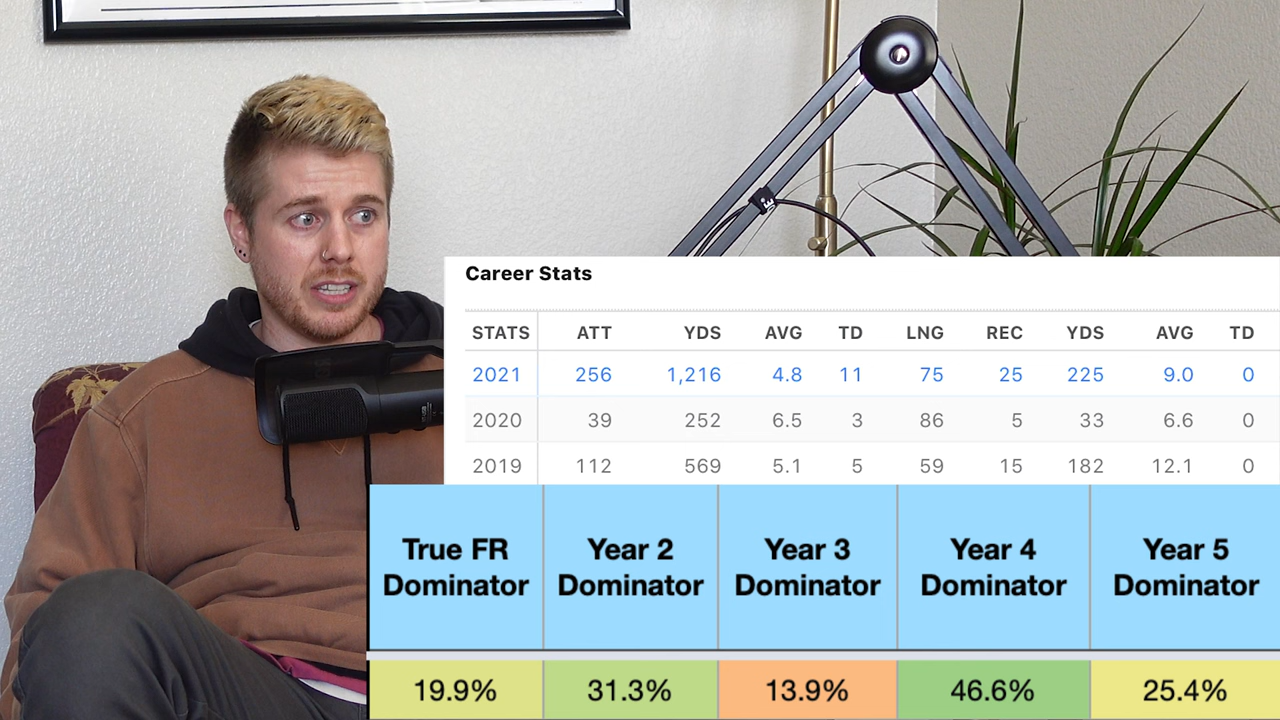 Career Stats
STATS ATT YDS AVG TD LNG REC YDS AVG TD
2021 256 1,216 4.8 11 75 25 225 9.0 0
2020 39 252 6.5 3 86 5 33 6.6 0
2019 112 569 5.1 5 59 15 182 12.1 0
True FR Dominator Year 2 Dominator Year 3 Dominator Year 4 Dominator Year 5 Dominator
19.9% 31.3% 13.9% 46.6% 25.4%